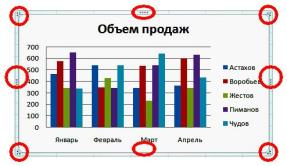 Объем продаж
700
600
500
400
300
200
100
0
Январь Февраль Март Апрель
Астахов
Воробьев
Жестов
Пиманов
Чудов